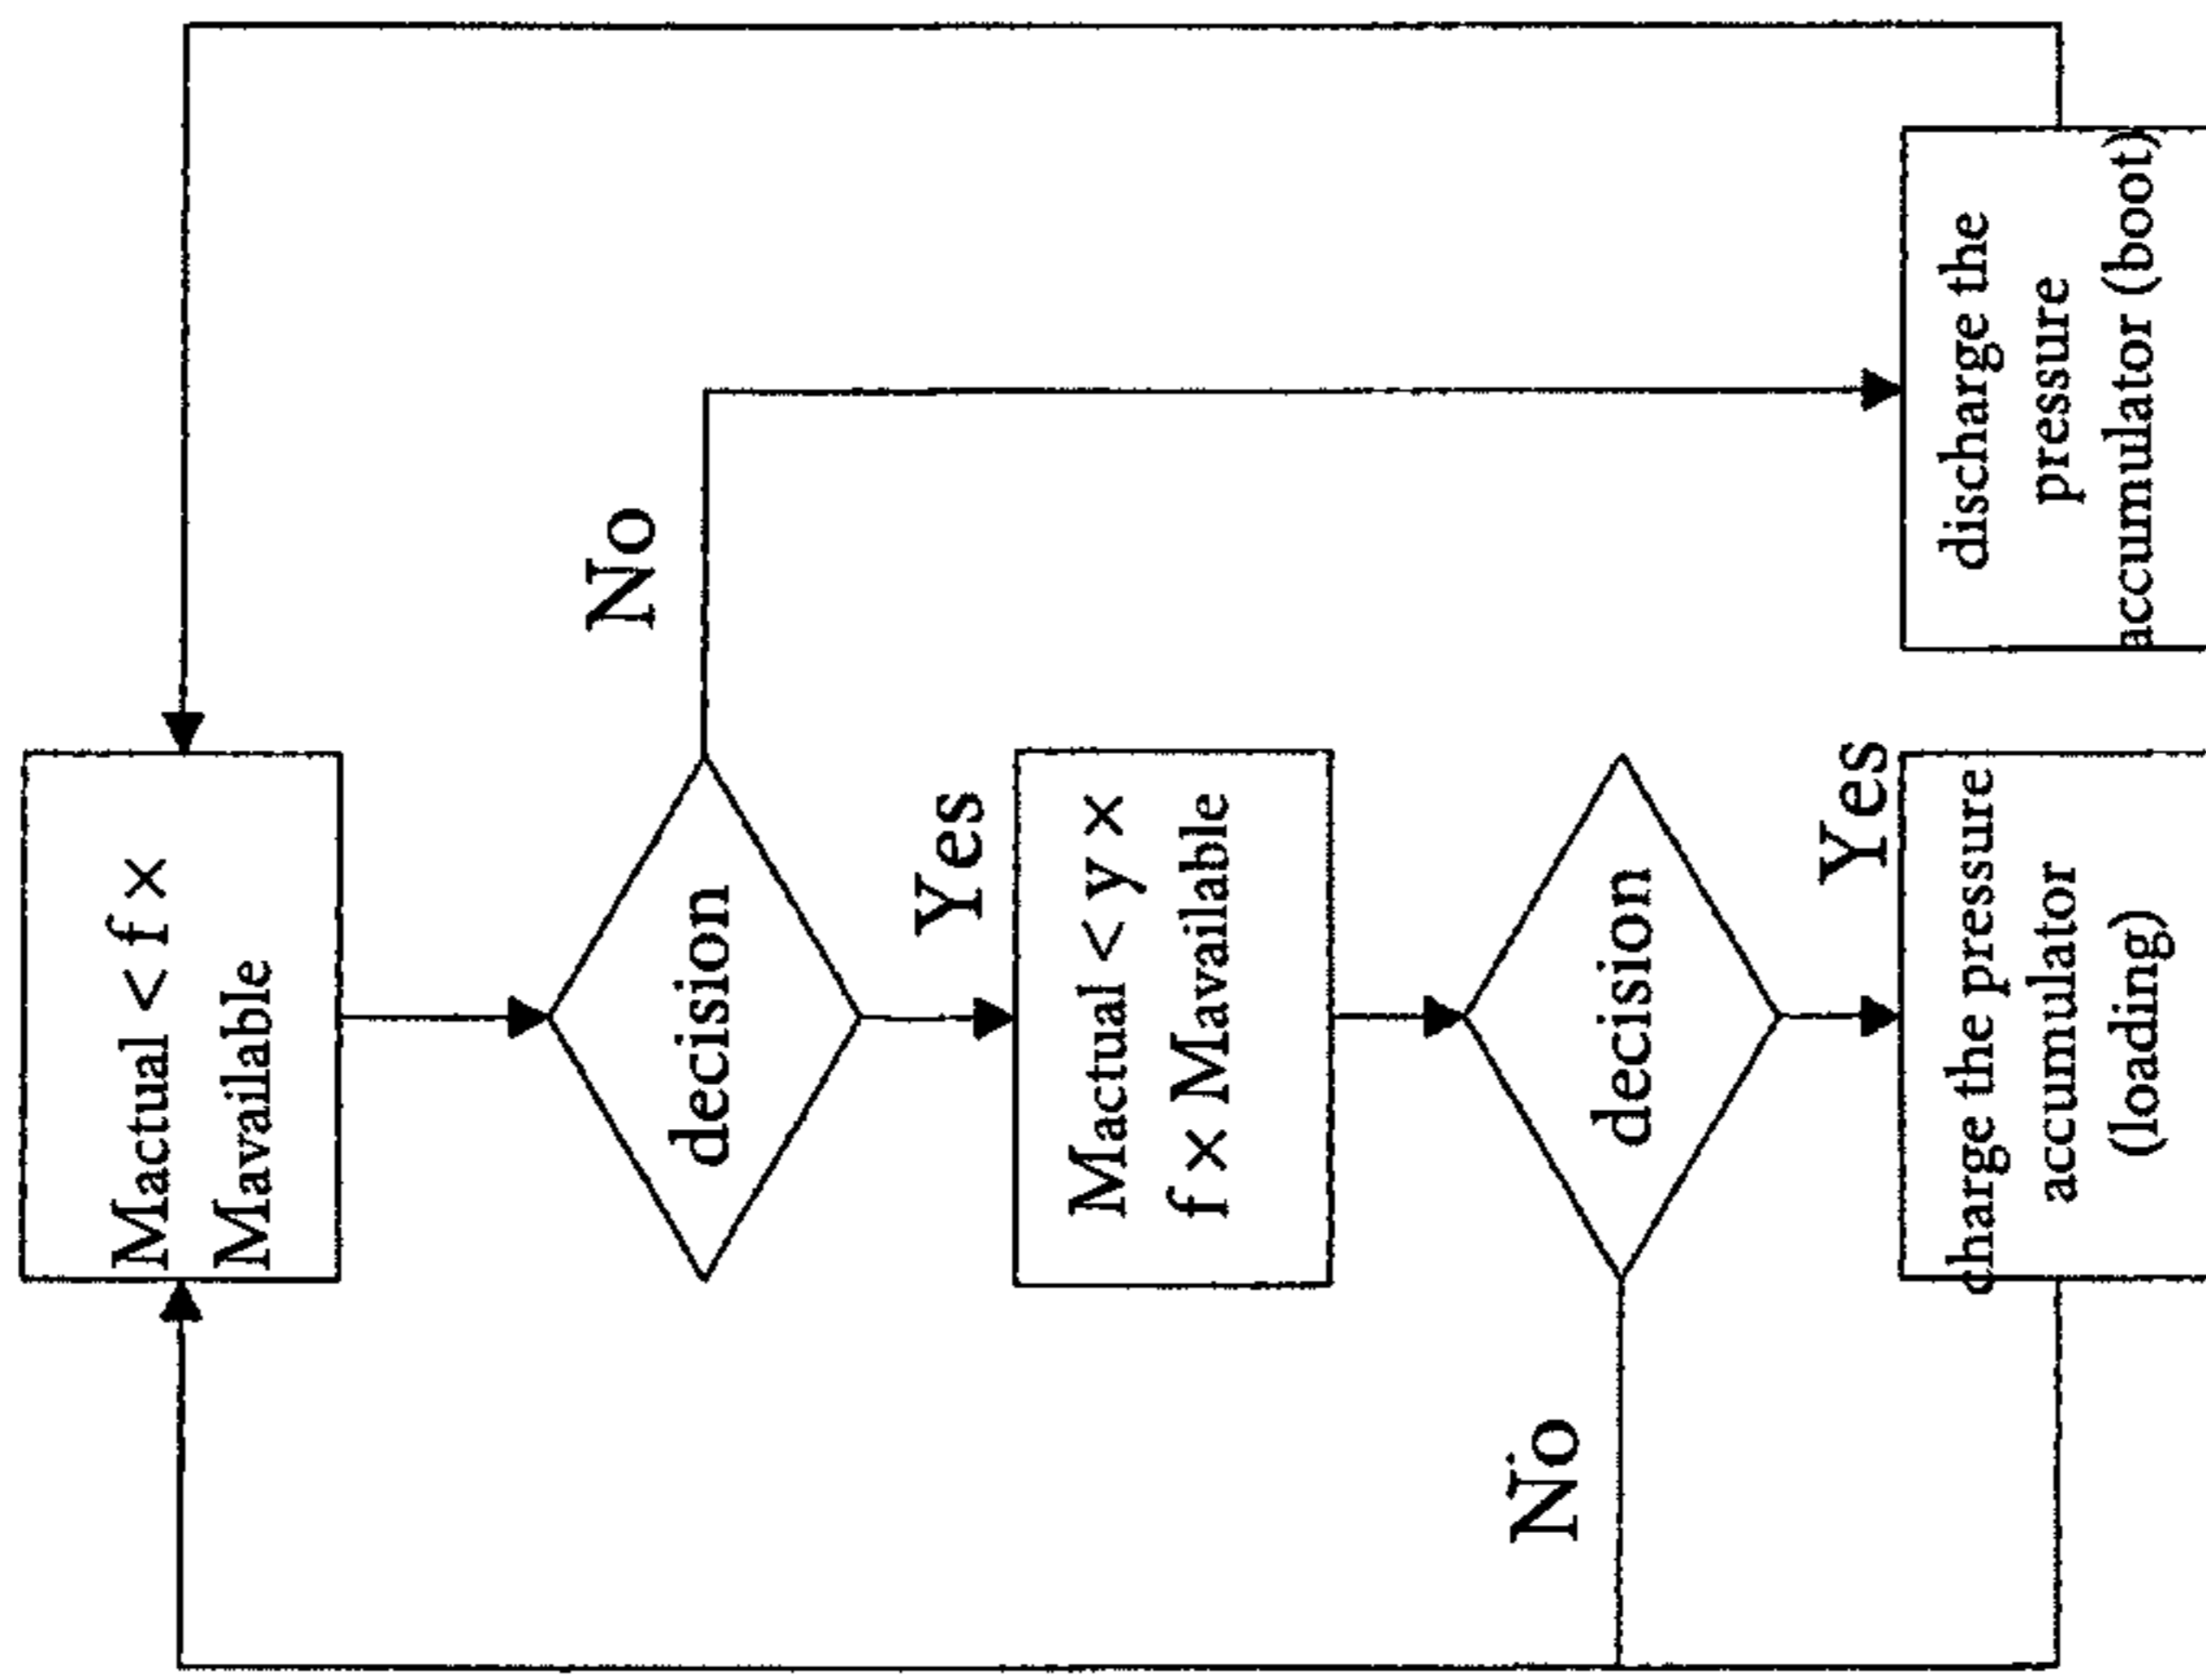 Mactual < f ×
Mavailable
decision
No
Yes
Mactual < y ×
f × Mavailable
decision
No
Yes
charge the pressure
accumulator
(loading)
discharge the
pressure
accumulator (boot)